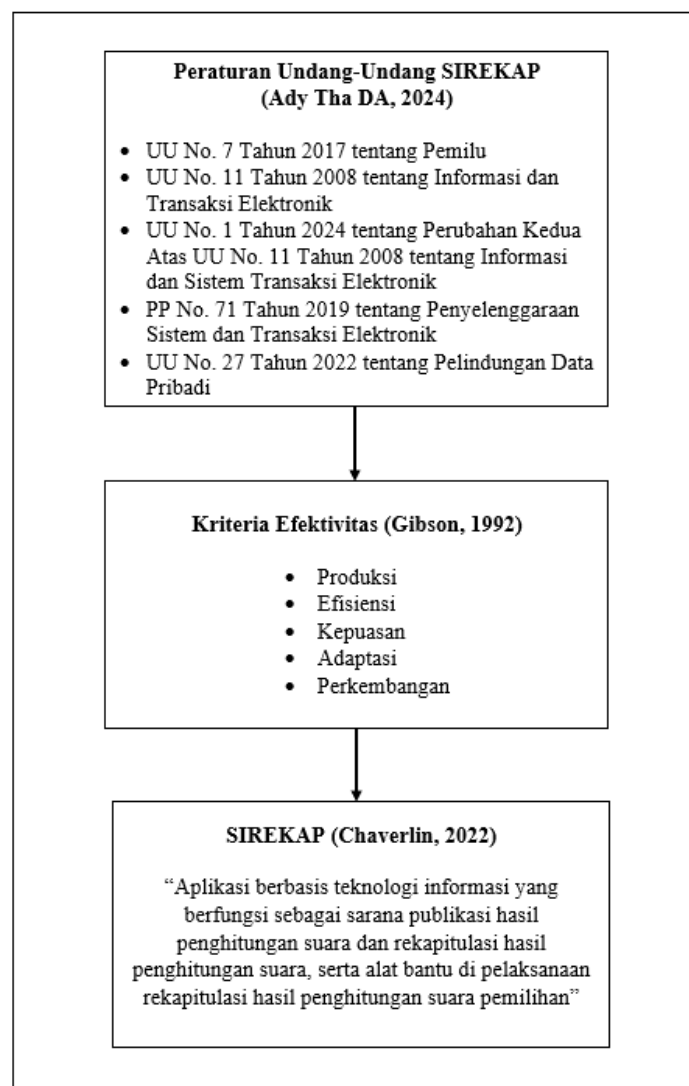 Peraturan Undang-Undang SIREKAP
(Ady Tha DA, 2024)
• UU No. 7 Tahun 2017 tentang Pemilu
• UU No. 11 Tahun 2008 tentang Informasi dan
Transaksi Elektronik
• UU No. 1 Tahun 2024 tentang Perubahan Kedua
Atas UU No. 11 Tahun 2008 tentang Informasi
dan Sistem Transaksi Elektronik
• PP No. 71 Tahun 2019 tentang Penyelenggaraan
Sistem dan Transaksi Elektronik
• UU No. 27 Tahun 2022 tentang Pelindungan Data
Pribadi
Kriteria Efektivitas (Gibson, 1992)
• Produksi
• Efisiensi
• Kepuasan
• Adaptasi
• Perkembangan
SIREKAP (Chaverlin, 2022)
“Aplikasi berbasis teknologi informasi yang
berfungsi sebagai sarana publikasi hasil
penghitungan suara dan rekapitulasi hasil
penghitungan suara, serta alat bantu di pelaksanaan
rekapitulasi hasil penghitungan suara pemilihan”